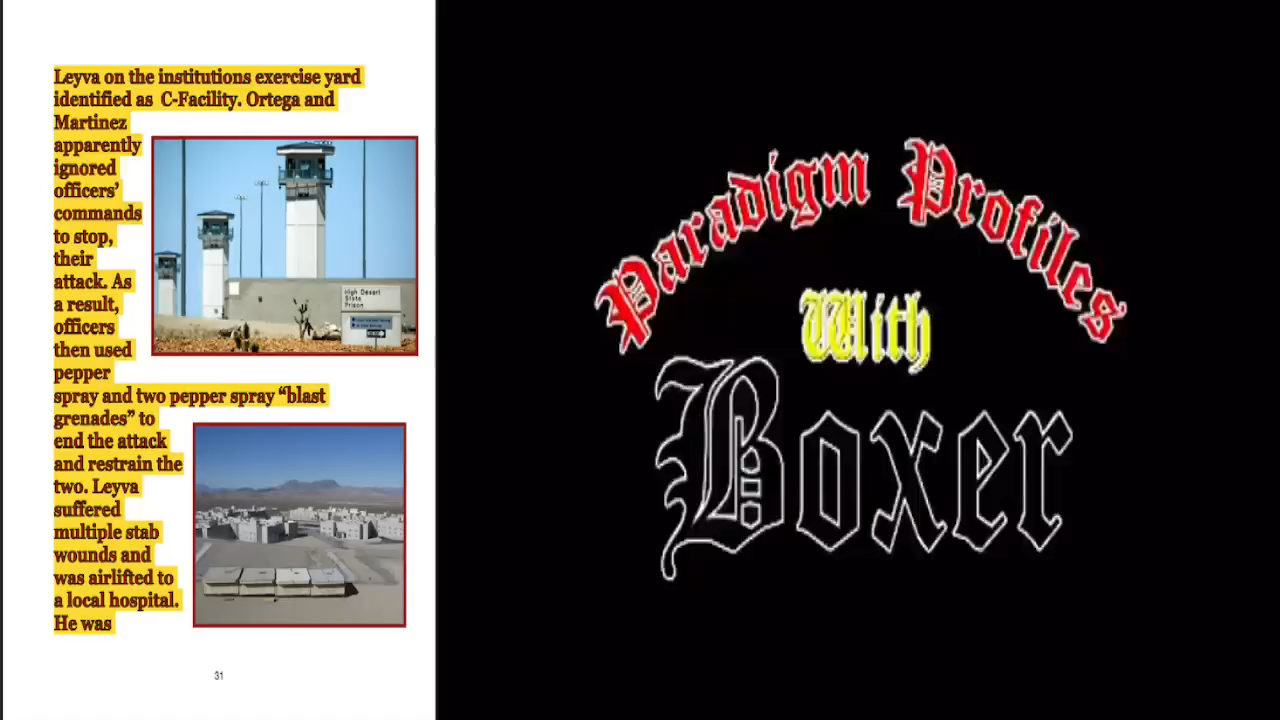 Leyva on the institutions exercise yard
identified as C-Facility. Ortega and
Martinez
apparently
ignored
officers’
commands
to stop,
their
attack. As
a result,
officers
then used
pepper
spray and two pepper spray “blast
grenades” to
end the attack
and restrain the
two. Leyva
suffered
multiple stab
wounds and
was airlifted to
a local hospital.
He was
High Desert
State
Prison
31
Paradigm Profiles
With
Boxer